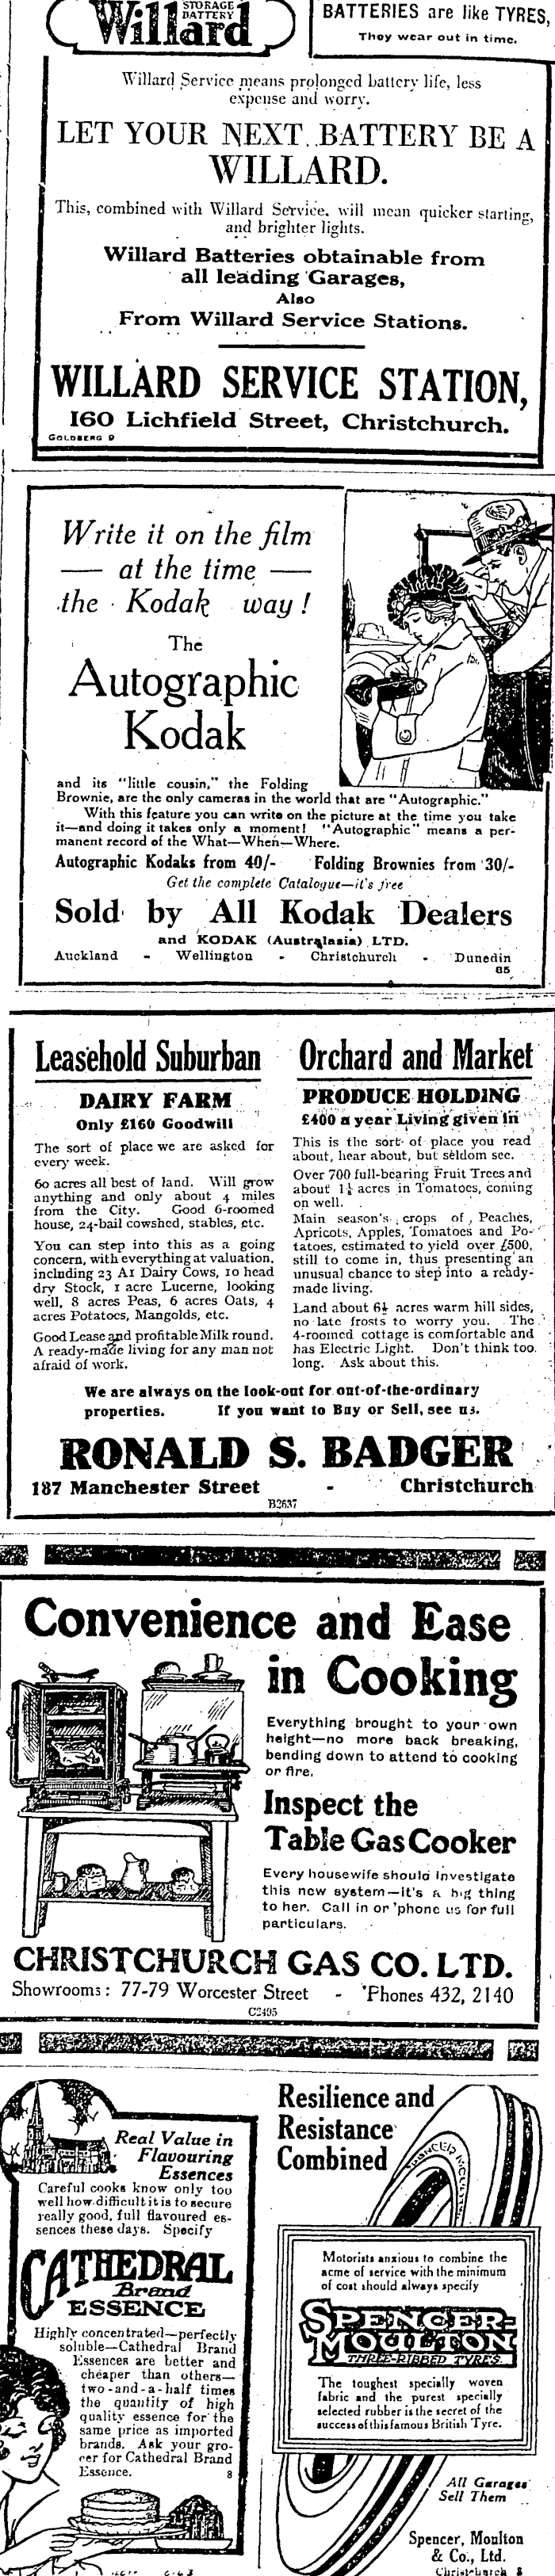 Willard
STORAGE
BATTERY
BATTERIES are like TYRES,
They wear out in time.
Willard Service means prolonged battery life, less
expense and worry.
LET YOUR NEXT BATTERY BE A
WILLARD.
This, combined with Willard Service, will mean quicker starting,
and brighter lights.
Willard Batteries obtainable from
all leading Garages,
Also
From Willard Service Stations.
WILLARD SERVICE STATION,
160 Lichfield Street, Christchurch.
GOLDBERG 9
Write it on the film
— at the time —
the Kodak way!
The
Autographic
Kodak
and its "little cousin," the Folding
Brownie, are the only cameras in the world that are "Autographic."
With this feature you can write on the picture at the time you take
it—and doing it takes only a moment! "Autographic" means a per-
manent record of the What—When—Where.
Autographic Kodaks from 40/- Folding Brownies from 30/-
Get the complete Catalogue—it's free
Sold by All Kodak Dealers
and KODAK (Australasia) LTD.
Auckland - Wellington - Christchurch - Dunedin
85
Leasehold Suburban
DAIRY FARM
Only £160 Goodwill
The sort of place we are asked for
every week.
60 acres all best of land. Will grow
anything and only about 4 miles
from the City. Good 6-roomed
house, 24-bail cowshed, stables, etc.
You can step into this as a going
concern, with everything at valuation,
including 23 A1 Dairy Cows, 10 head
dry Stock, 1 acre Lucerne, looking
well, 8 acres Peas, 6 acres Oats, 4
acres Potatoes, Mangolds, etc.
Good Lease and profitable Milk round.
A ready-made living for any man not
afraid of work.
Orchard and Market
PRODUCE HOLDING
£400 a year Living given in
This is the sort of place you read
about, hear about, but seldom see.
Over 700 full-bearing Fruit Trees and
about 1¼ acres in Tomatoes, coming
on well.
Main season's crops of Peaches,
Apricots, Apples, Tomatoes and Po-
tatoes, estimated to yield over £500,
still to come in, thus presenting an
unusual chance to step into a ready-
made living.
Land about 6¼ acres warm hill sides,
no late frosts to worry you. The
4-roomed cottage is comfortable and
has Electric Light. Don't think too
long. Ask about this.
We are always on the look-out for out-of-the-ordinary
properties. If you want to Buy or Sell, see us.
RONALD S. BADGER
187 Manchester Street - Christchurch
B2637
Convenience and Ease
in Cooking
Everything brought to your own
height—no more back breaking,
bending down to attend to cooking
or fire.
Inspect the
Table Gas Cooker
Every housewife should investigate
this new system—it's a big thing
to her. Call in or 'phone us for full
particulars.
CHRISTCHURCH GAS CO. LTD.
Showrooms: 77-79 Worcester Street - 'Phones 432, 2140
C2495
Real Value in
Flavouring
Essences
Careful cooks know only too
well how difficult it is to secure
really good, full flavoured es-
sences these days. Specify
CATHEDRAL
Brand
ESSENCE
Highly concentrated—perfectly
soluble—Cathedral Brand
Essences are better and
cheaper than others—
two-and-a-half times
the quantity of high
quality essence for the
same price as imported
brands. Ask your gro-
cer for Cathedral Brand
Essence. 8
Resilience and
Resistance
Combined
Motorists anxious to combine the
acme of service with the minimum
of cost should always specify
SPENCER-
MOULTON
THREE-RIBBED TYRES.
The toughest specially woven
fabric and the purest specially
selected rubber is the secret of the
success of this famous British Tyre.
All Garages
Sell Them
Spencer, Moulton
& Co., Ltd.
Christchurch 8